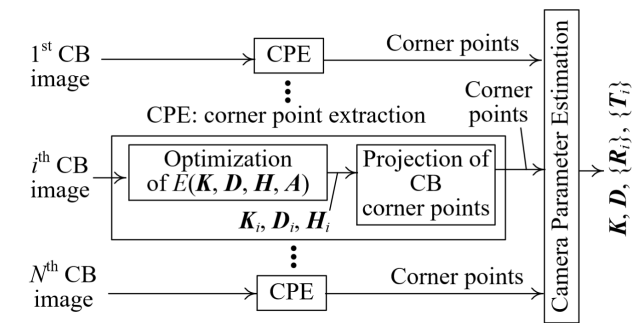 1st CB
image
CPE
Corner points
CPE: corner point extraction
Corner
points
ith CB
image
Optimization
of E(K, D, H, A)
Ki, Di, Hi
Projection of
CB
corner points
Nth CB
image
CPE
Corner points
Camera Parameter Estimation
K, D, {Ri}, {Ti}